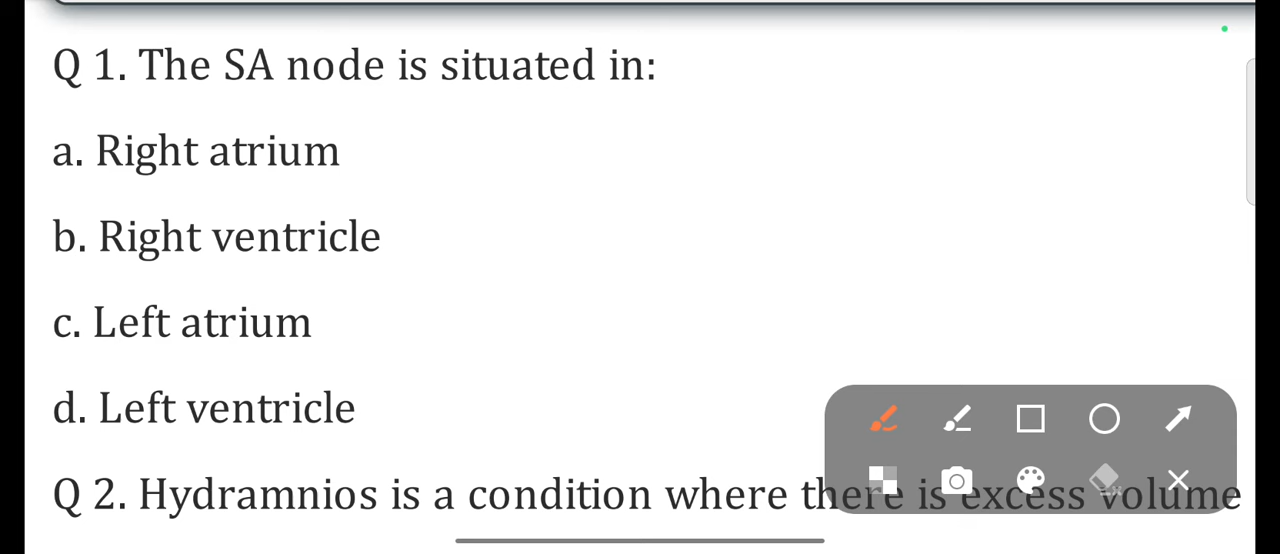 Q 1. The SA node is situated in:
a. Right atrium
b. Right ventricle
c. Left atrium
d. Left ventricle
Q 2. Hydramnios is a condition where there is excess volume